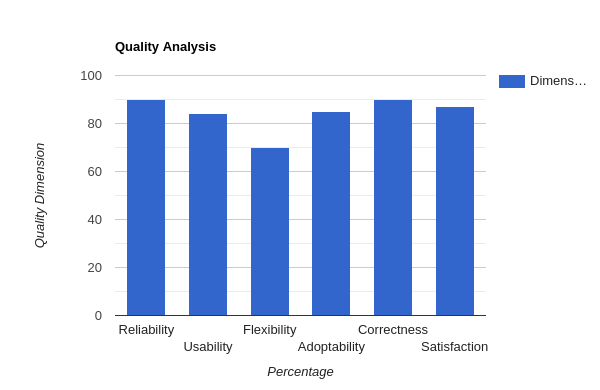 Quality Analysis
100
80
60
40
20
0
Quality Dimension
Dimens…
Reliability
Usability
Flexibility
Adoptability
Correctness
Satisfaction
Percentage